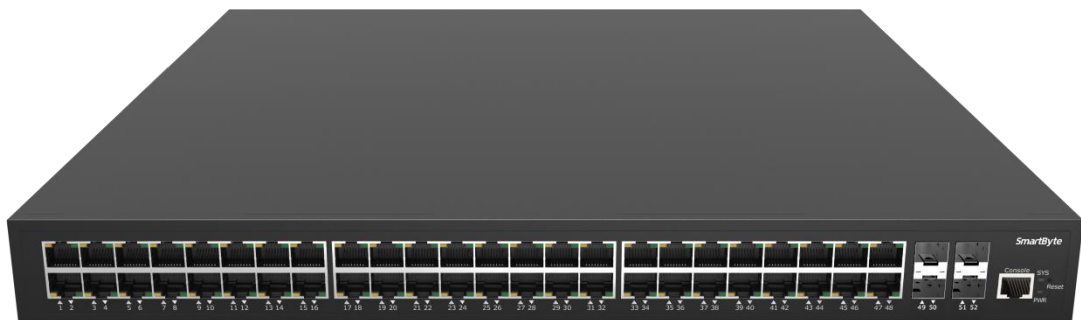 SmartByte
Console SYS
Reset
PWR
1 2 3 4 5 6 7 8 9 10 11 12 13 14 15 16 17 18 19 20 21 22 23 24 25 26 27 28 29 30 31 32 33 34 35 36 37 38 39 40 41 42 43 44 45 46 47 48 49 50 51 52